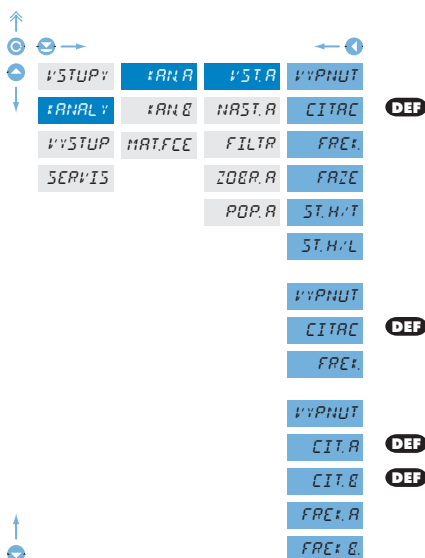 VSTUPY KAN. A VST. A VYPNUT
KANALY KAN. B NAST. A CITAC DEF
VYSTUP MAT.FCE FILTR FREK.
SERVIS ZOBR. A FAZE
POP. A ST. H/T
ST. H/L
VYPNUT
CITAC DEF
FREK.
VYPNUT
CIT. A DEF
CIT. B DEF
FREK. A
FREK B.